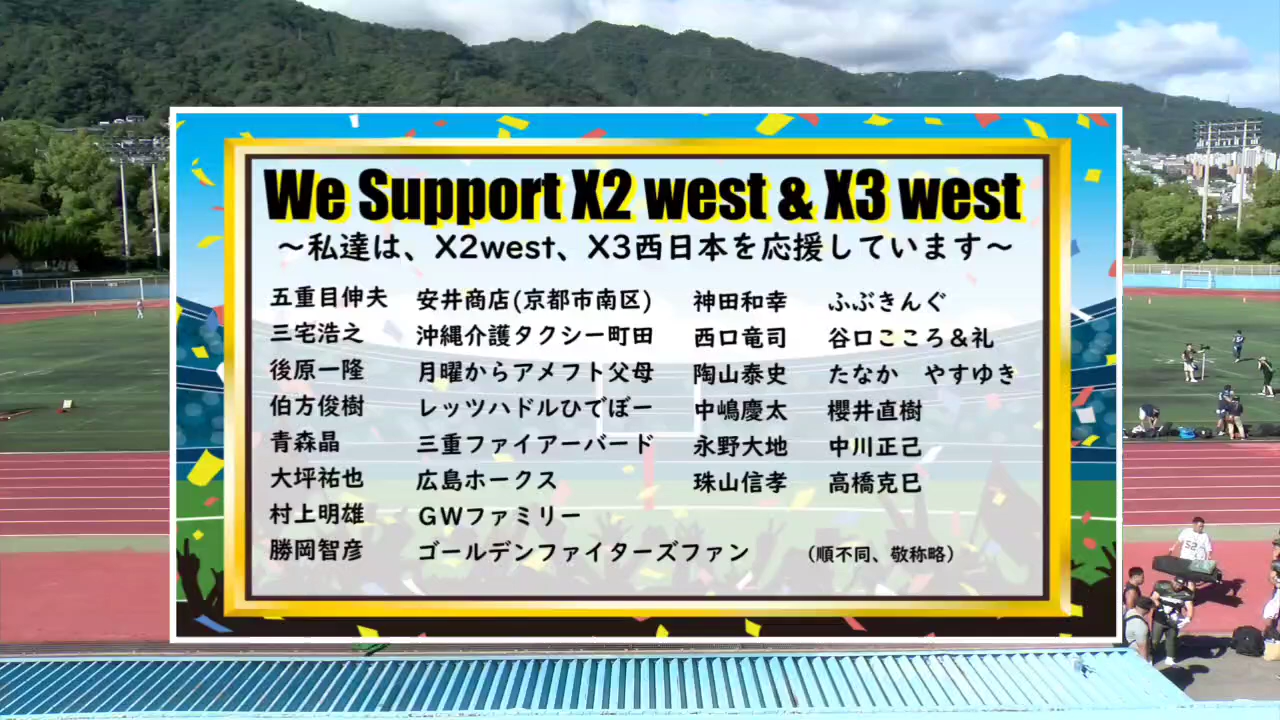 We Support X2 west & X3 west
～私達は、X2west、X3西日本を応援しています～
五重目伸夫 安井商店(京都市南区) 神田和幸 ふぶきんぐ
三宅浩之 沖縄介護タクシー町田 西口竜司 谷口こころ＆礼
後原一隆 月曜からアメフト父母 陶山泰史 たなか　やすゆき
伯方俊樹 レッツハドルひでぼー 中嶋慶太 櫻井直樹
青森晶 三重ファイアーバード 永野大地 中川正己
大坪祐也 広島ホークス 珠山信孝 高橋克巳
村上明雄 GWファミリー
勝岡智彦 ゴールデンファイターズファン （順不同、敬称略）
52